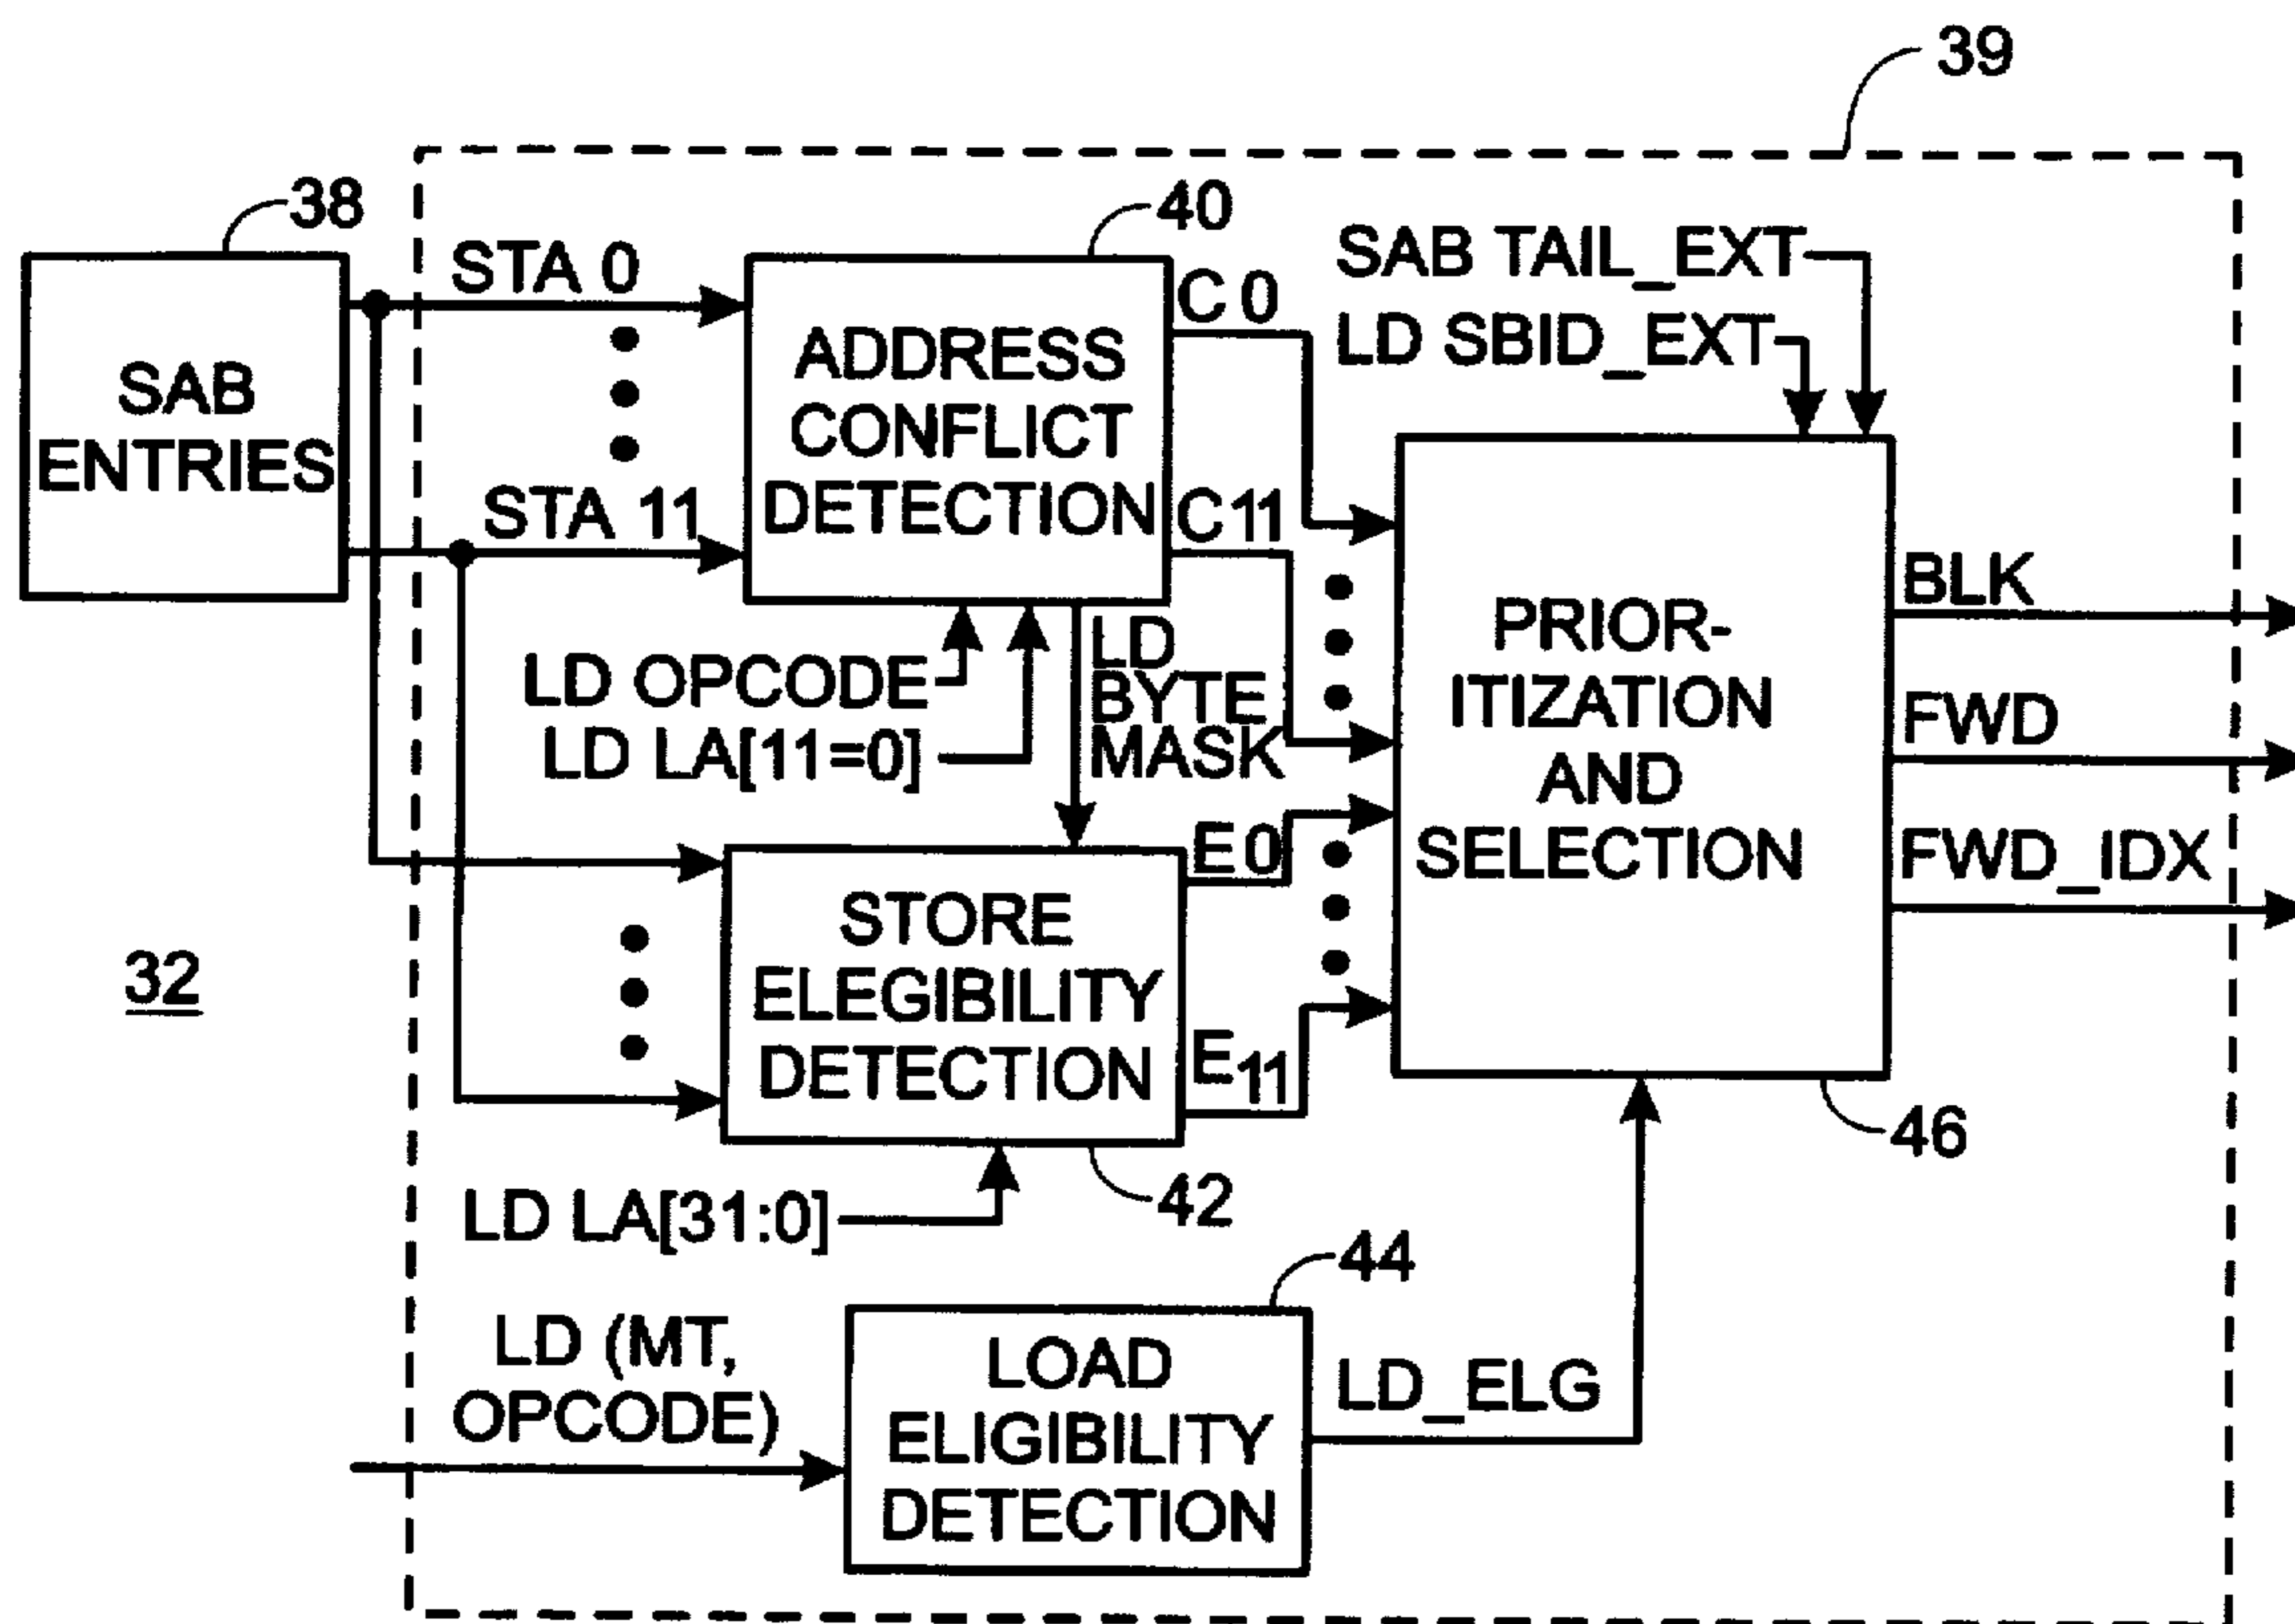 39
38
40
STA 0
C 0
SAB TAIL_EXT
LD SBID_EXT
SAB
ENTRIES
ADDRESS
CONFLICT
DETECTION
STA 11
C11
LD OPCODE
LD LA[11=0]
LD
BYTE
MASK
PRIOR-
ITIZATION
AND
SELECTION
BLK
FWD
FWD_IDX
E0
STORE
ELEGIBILITY
DETECTION
E11
32
46
42
LD LA[31:0]
44
LD (MT,
OPCODE)
LOAD
ELIGIBILITY
DETECTION
LD_ELG